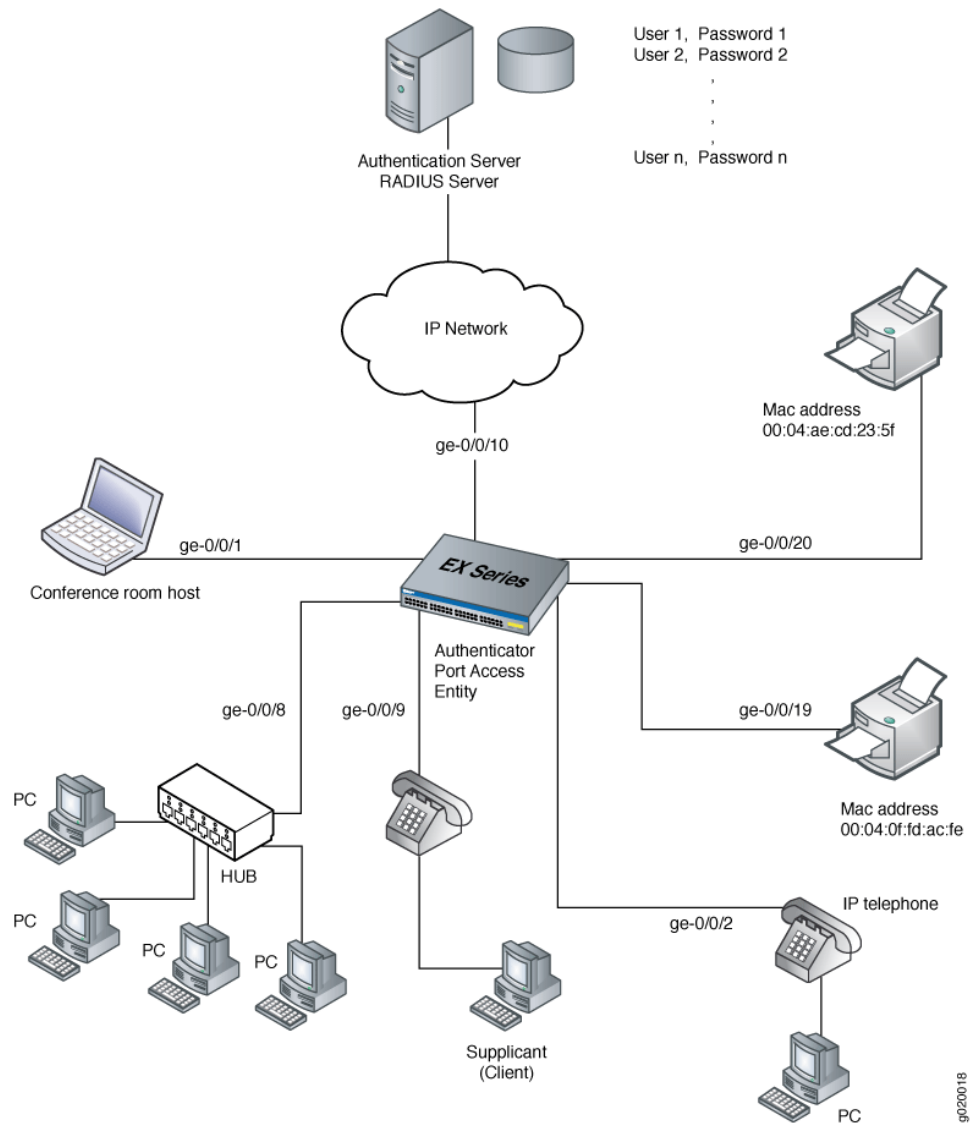 User 1, Password 1
User 2, Password 2
,
,
,
,
User n, Password n
Authentication Server
RADIUS Server
IP Network
Mac address
00:04:ae:cd:23:5f
ge-0/0/10
ge-0/0/1
ge-0/0/20
EX Series
Conference room host
Authenticator
Port Access
Entity
ge-0/0/8
ge-0/0/9
ge-0/0/19
PC
Mac address
00:04:0f:fd:ac:fe
HUB
IP telephone
PC
PC
PC
ge-0/0/2
Supplicant
(Client)
PC
g020018